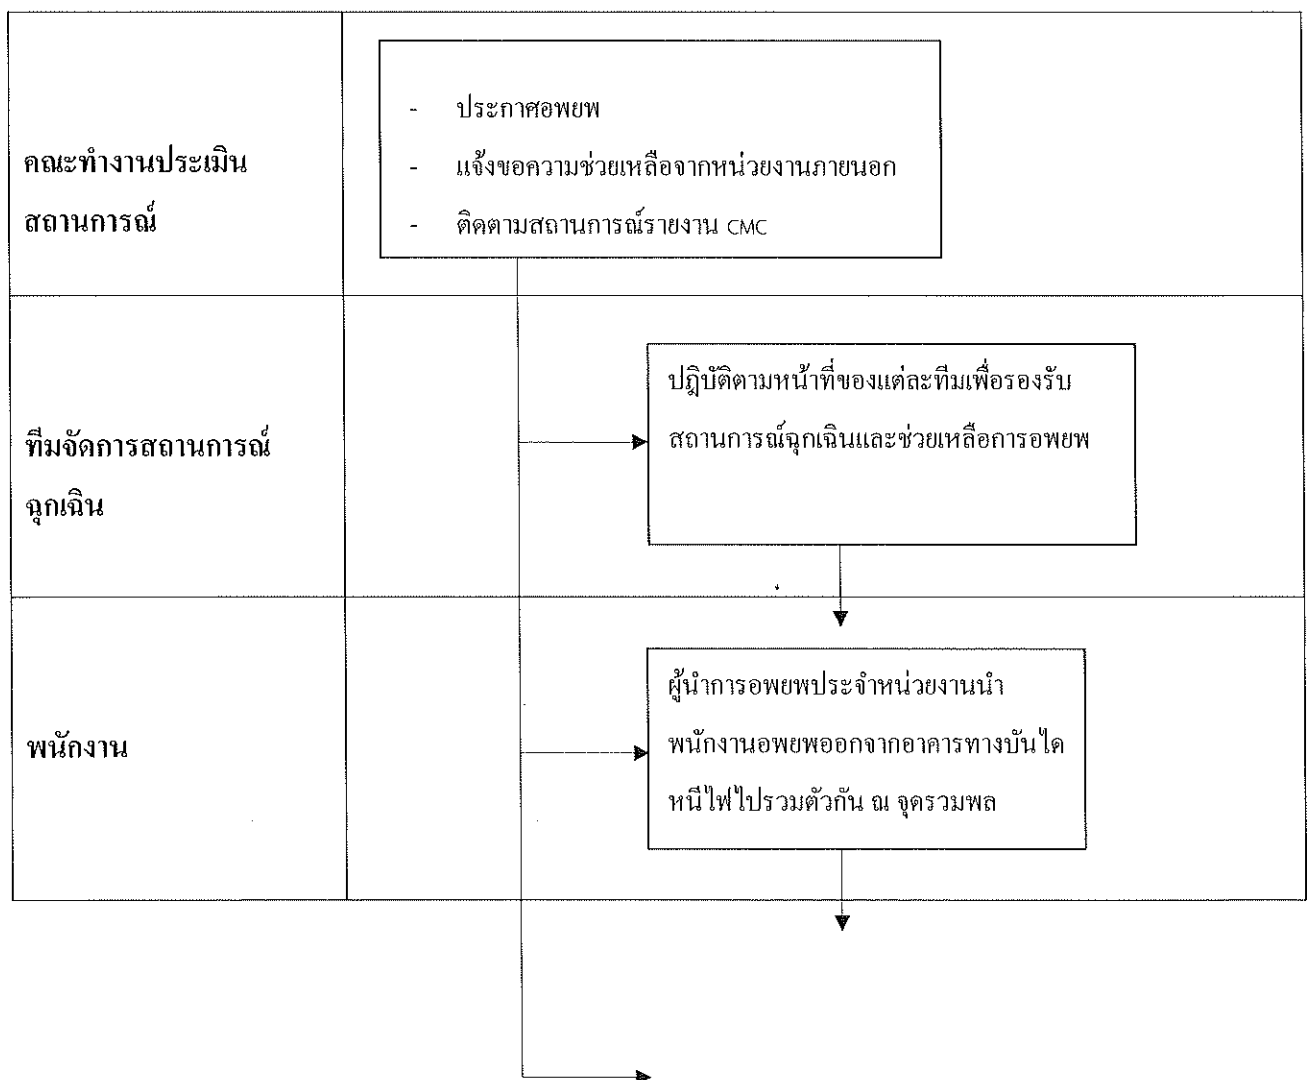 คณะทำงานประเมิน
สถานการณ์
- ประกาศอพยพ
- แจ้งขอความช่วยเหลือจากหน่วยงานภายนอก
- ติดตามสถานการณ์รายงาน CMC
ทีมจัดการสถานการณ์
ฉุกเฉิน
ปฎิบัติตามหน้าที่ของแต่ละทีมเพื่อรองรับ
สถานการณ์ฉุกเฉินและช่วยเหลือการอพยพ
พนักงาน
ผู้นำการอพยพประจำหน่วยงานนำ
พนักงานอพยพออกจากอาคารทางบันได
หนีไฟไปรวมตัวกัน ณ จุดรวมพล